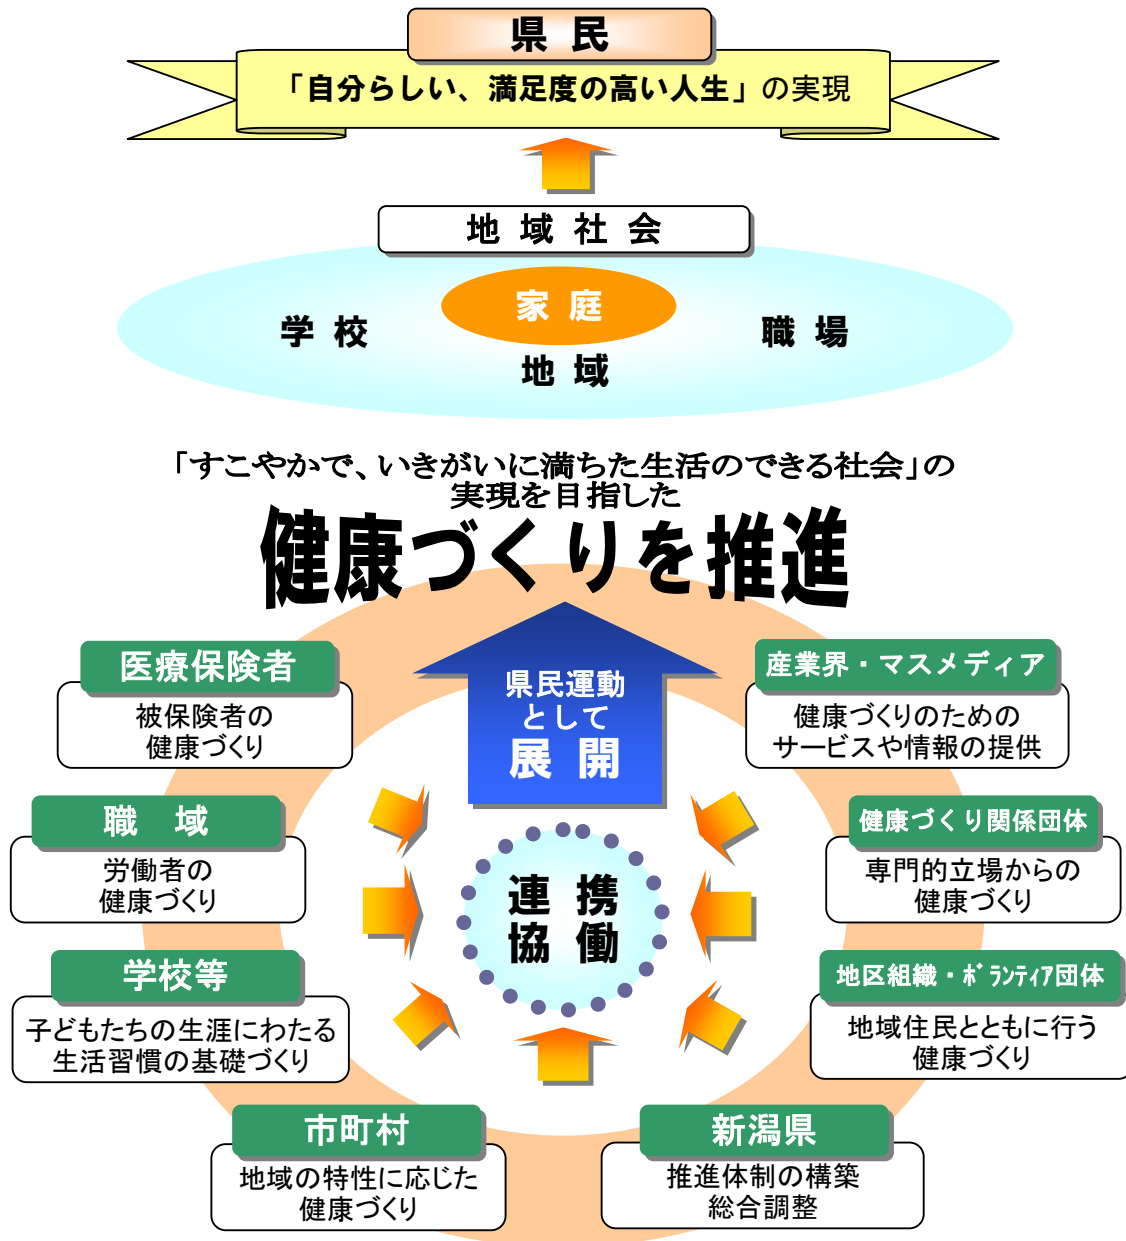 県 民
「自分らしい、満足度の高い人生」の実現
地 域 社 会
家 庭
学 校
職 場
地 域
「すこやかで、いきがいに満ちた生活のできる社会」の
実現を目指した
健康づくりを推進
県民運動
として
展 開
医療保険者
被保険者の
健康づくり
産業界・マスメディア
健康づくりのための
サービスや情報の提供
職　域
労働者の
健康づくり
健康づくり関係団体
専門的立場からの
健康づくり
連 携
協 働
学校等
子どもたちの生涯にわたる
生活習慣の基礎づくり
地区組織・ボランティア団体
地域住民とともに行う
健康づくり
市町村
地域の特性に応じた
健康づくり
新潟県
推進体制の構築
総合調整